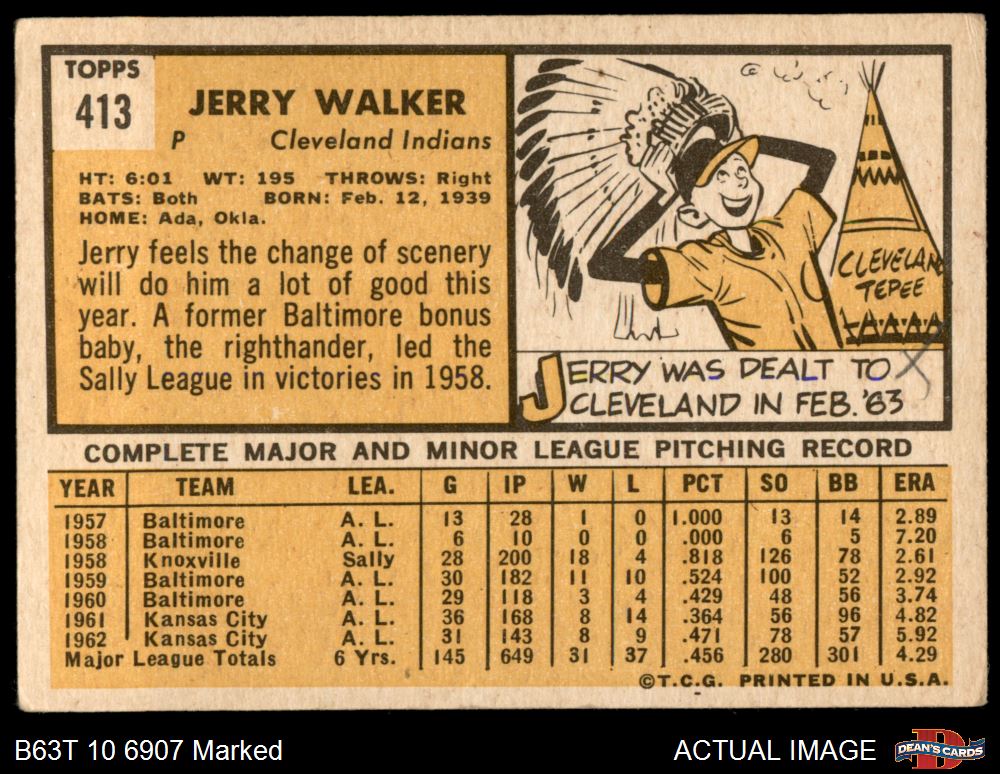 TOPPS
413
JERRY WALKER
P Cleveland Indians
HT: 6:01 WT: 195 THROWS: Right
BATS: Both BORN: Feb. 12, 1939
HOME: Ada, Okla.
Jerry feels the change of scenery
will do him a lot of good this
year. A former Baltimore bonus
baby, the righthander, led the
Sally League in victories in 1958.
CLEVELAN
TEPEE
JERRY WAS DEALT TO X
CLEVELAND IN FEB. '63
COMPLETE MAJOR AND MINOR LEAGUE PITCHING RECORD
YEAR TEAM LEA. G IP W L PCT SO BB ERA
1957 Baltimore A. L. 13 28 1 0 1.000 13 14 2.89
1958 Baltimore A. L. 6 10 0 0 .000 6 5 7.20
1958 Knoxville Sally 28 200 18 4 .818 126 78 2.61
1959 Baltimore A. L. 30 182 11 10 .524 100 52 2.92
1960 Baltimore A. L. 29 118 3 4 .429 48 56 3.74
1961 Kansas City A. L. 36 168 8 14 .364 56 96 4.82
1962 Kansas City A. L. 31 143 8 9 .471 78 57 5.92
Major League Totals 6 Yrs. 145 649 31 37 .456 280 301 4.29
©T.C.G. PRINTED IN U.S.A.
B63T 10 6907 Marked
ACTUAL IMAGE
DEAN'S CARDS